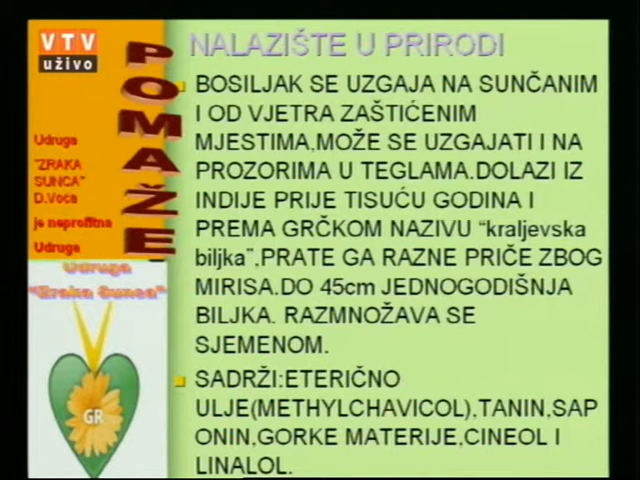 VTV
uživo
POMAŽE
Udruga
"ZRAKA
SUNCA"
D.Voća
je neprofitna
Udruga
Udruga
"Zraka Sunca"
GR
NALAZIŠTE U PRIRODI
BOSILJAK SE UZGAJA NA SUNČANIM
I OD VJETRA ZAŠTIĆENIM
MJESTIMA,MOŽE SE UZGAJATI I NA
PROZORIMA U TEGLAMA.DOLAZI IZ
INDIJE PRIJE TISUĆU GODINA I
PREMA GRČKOM NAZIVU “kraljevska
biljka”,PRATE GA RAZNE PRIČE ZBOG
MIRISA.DO 45cm JEDNOGODIŠNJA
BILJKA. RAZMNOŽAVA SE
SJEMENOM.
SADRŽI:ETERIČNO
ULJE(METHYLCHAVICOL),TANIN,SAP
ONIN,GORKE MATERIJE,CINEOL I
LINALOL.